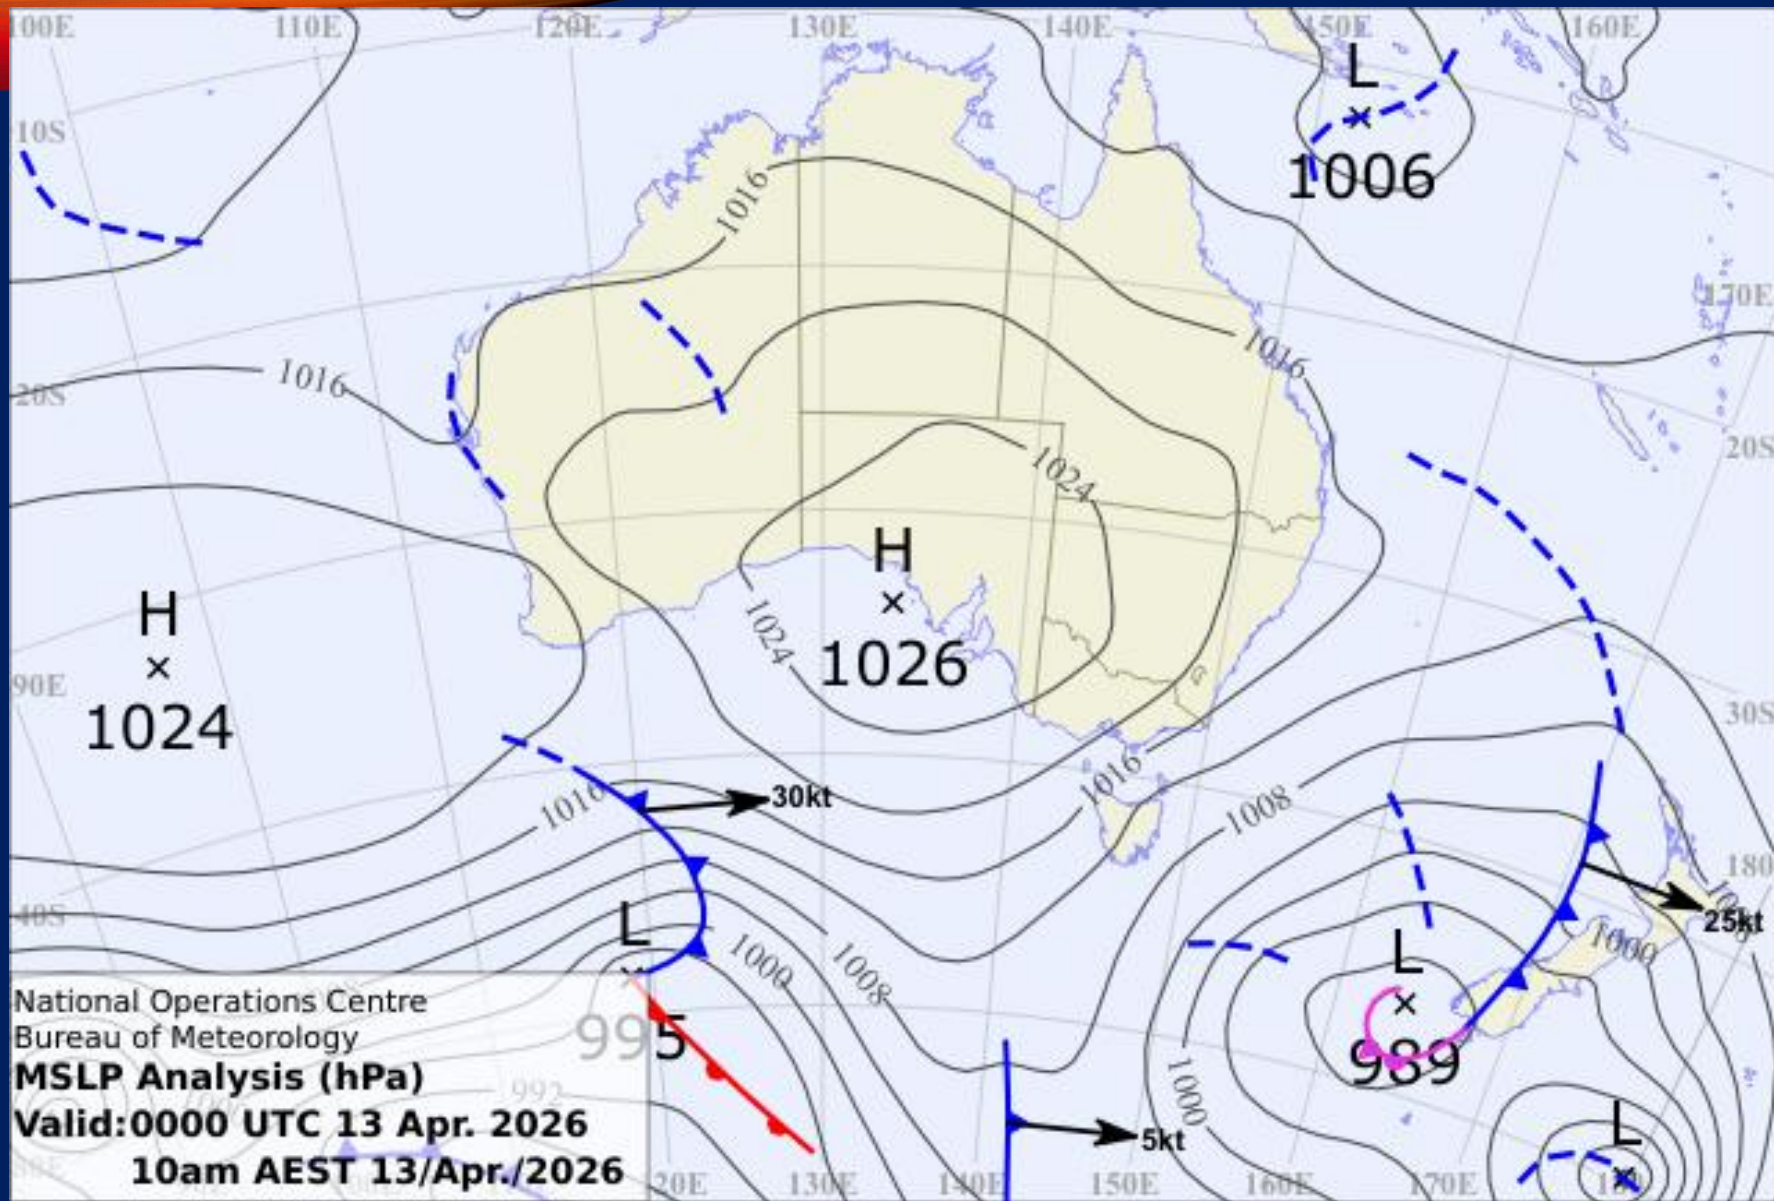 100E 110E 120E 130E 140E 150E 160E
L
10S
1006
1016
170E
1016
1016
20S
20S
1024
H
H
1026
1024
1024
90E
30S
1016
30kt
1016
1008
180
L
40S
1000
1008
25kt
1000
L
National Operations Centre
Bureau of Meteorology
995
989
MSLP Analysis (hPa)
992
1000
Valid:0000 UTC 13 Apr. 2026
L
5kt
10am AEST 13/Apr./2026
120E 130E 140E 150E 160E 170E